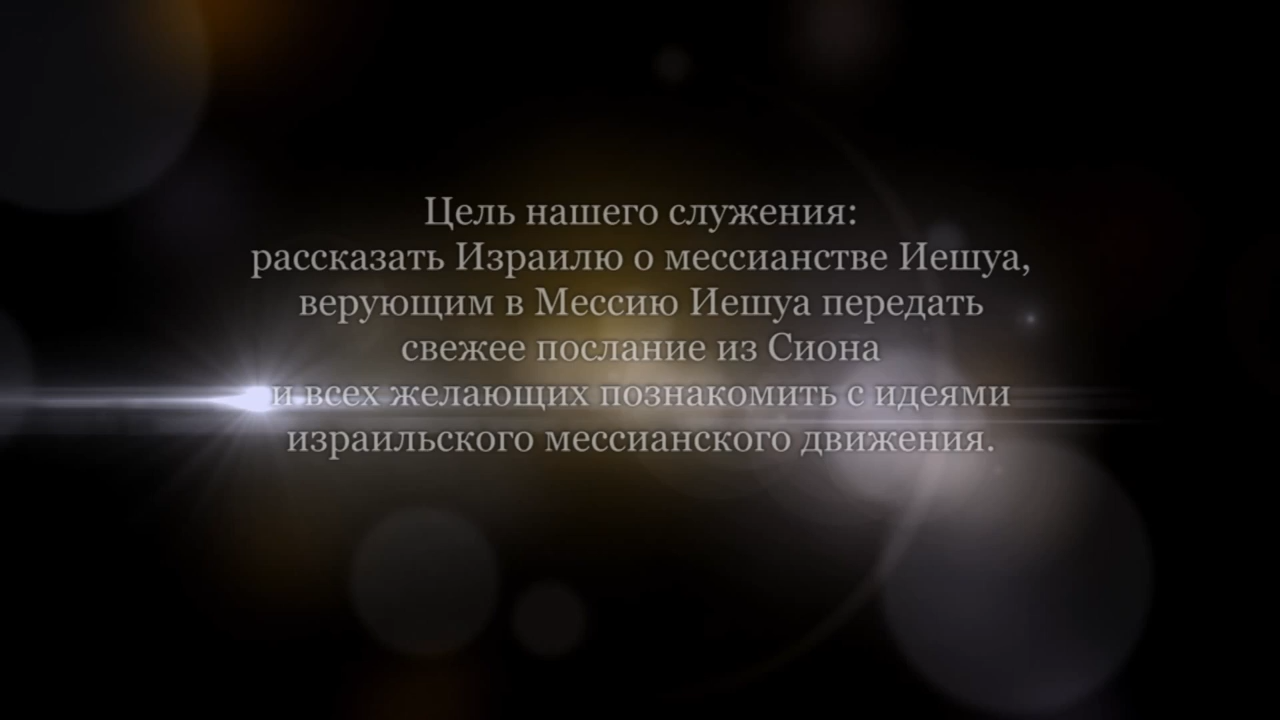 Цель нашего служения:
рассказать Израилю о мессианстве Иешуа,
верующим в Мессию Иешуа передать
свежее послание из Сиона
и всех желающих познакомить с идеями
израильского мессианского движения.